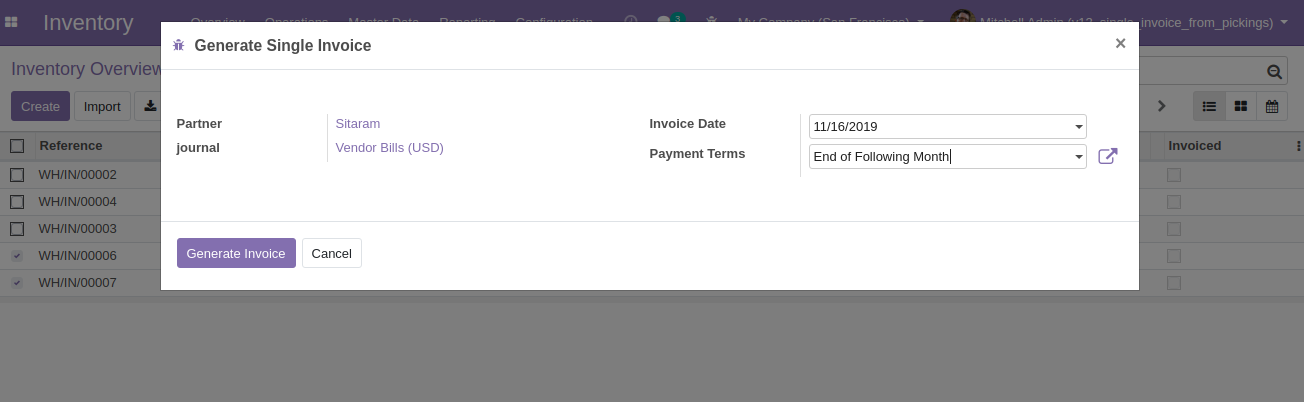 Inventory Overview Operations Master Data Reporting Configuration 3 My Company (San Francisco) Mitchell Admin (v13_single_invoice_from_pickings)
Generate Single Invoice ×
Inventory Overview
Create Import
Partner Sitaram Invoice Date 11/16/2019
journal Vendor Bills (USD) Payment Terms End of Following Month
Reference Invoiced
WH/IN/00002
WH/IN/00004
WH/IN/00003
WH/IN/00006
WH/IN/00007
Generate Invoice Cancel